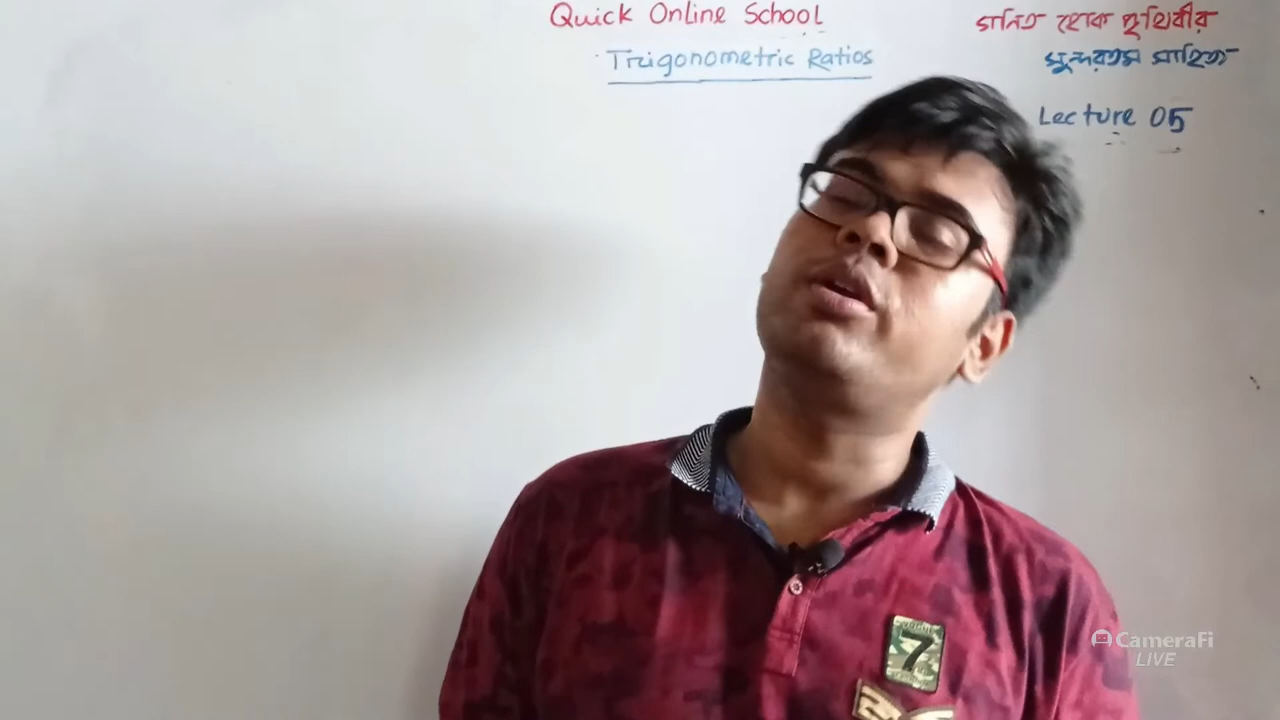 Quick Online School
Trigonometric Ratios
গনিত হোক পৃথিবীর
সুন্দরতম সাহিত্য
Lecture 05
7
CameraFi
LIVE